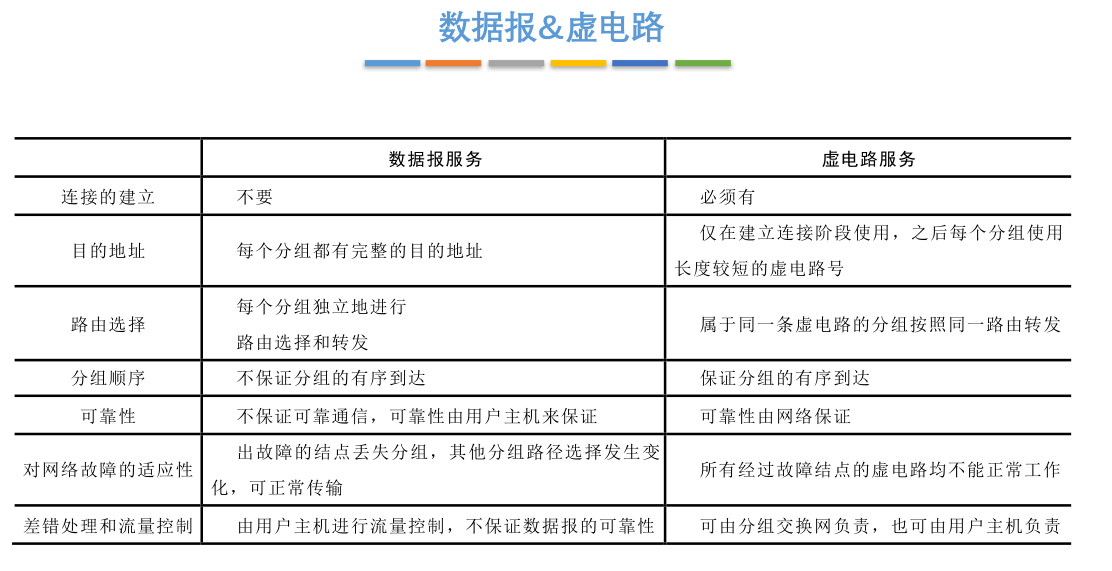 数据报&虚电路
数据报服务 虚电路服务
连接的建立 不要 必须有
目的地址 每个分组都有完整的目的地址 仅在建立连接阶段使用，之后每个分组使用
长度较短的虚电路号
路由选择 每个分组独立地进行
路由选择和转发 属于同一条虚电路的分组按照同一路由转发
分组顺序 不保证分组的有序到达 保证分组的有序到达
可靠性 不保证可靠通信，可靠性由用户主机来保证 可靠性由网络保证
对网络故障的适应性 出故障的结点丢失分组，其他分组路径选择发生变
化，可正常传输 所有经过故障结点的虚电路均不能正常工作
差错处理和流量控制 由用户主机进行流量控制，不保证数据报的可靠性 可由分组交换网负责，也可由用户主机负责